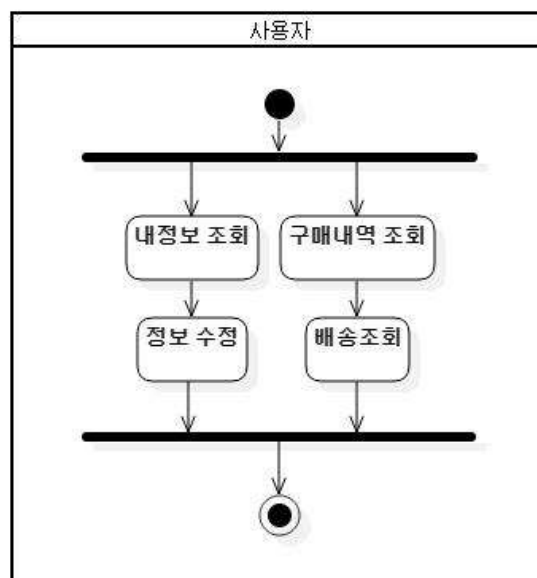 사용자
내정보 조회
구매내역 조회
정보 수정
배송조회